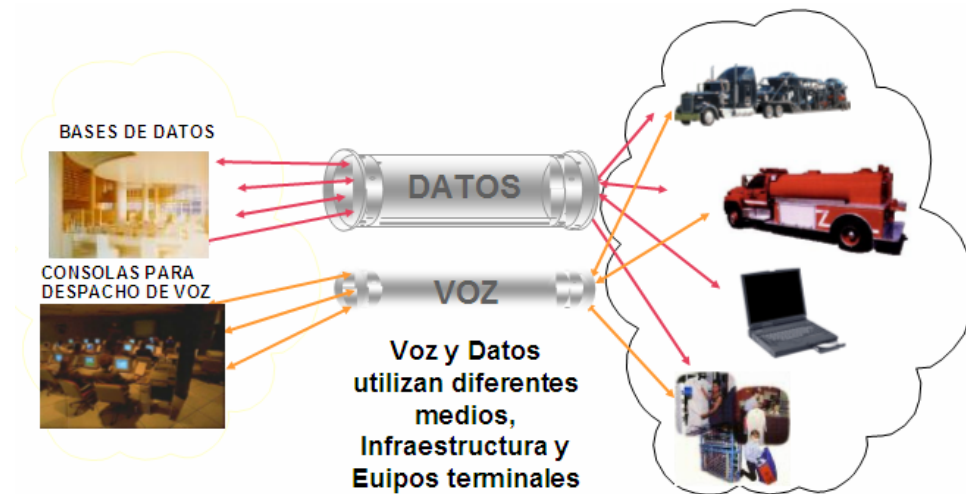 BASES DE DATOS
DATOS
CONSOLAS PARA
DESPACHO DE VOZ
VOZ
Voz y Datos
utilizan diferentes
medios,
Infraestructura y
Euipos terminales